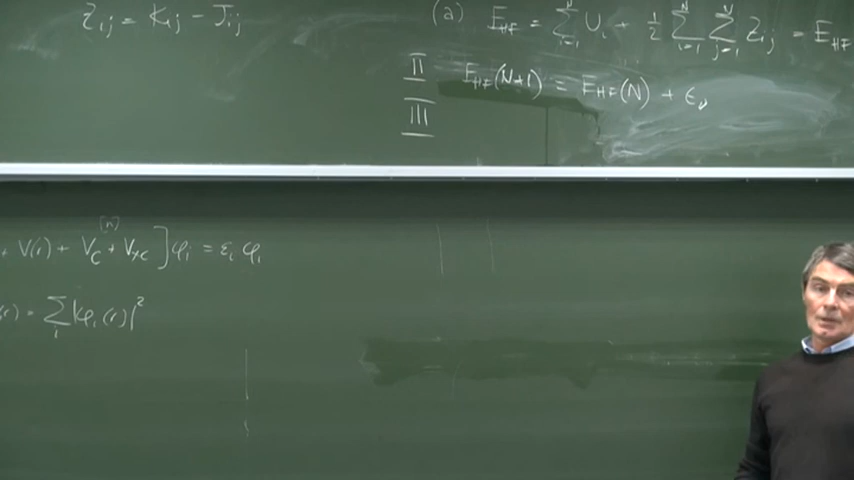 Z_ij = K_ij - J_ij
(a) E_HF = Σ_{i=1}^{N} U_i + 1/2 Σ_{i=1}^{N} Σ_{j=1}^{N} Z_ij = E_HF
II E_HF(N+1) = E_HF(N) + ε_ν
III
[n]
+ V(r) + V_C + V_xc ] φ_i = ε_i φ_i
(r) = Σ_i |φ_i(r)|²